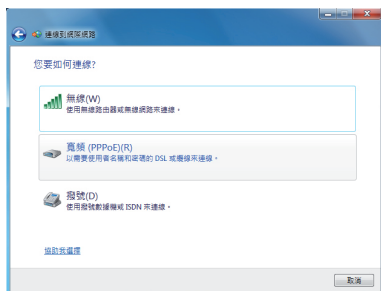 連線到網際網路
您要如何連線?
無線(W)
使用無線路由器或無線網路來連線。
寬頻 (PPPoE)(R)
以需要使用者名稱和密碼的 DSL 或纜線來連線。
撥號(D)
使用撥號數據機或 ISDN 來連線。
協助我選擇
取消